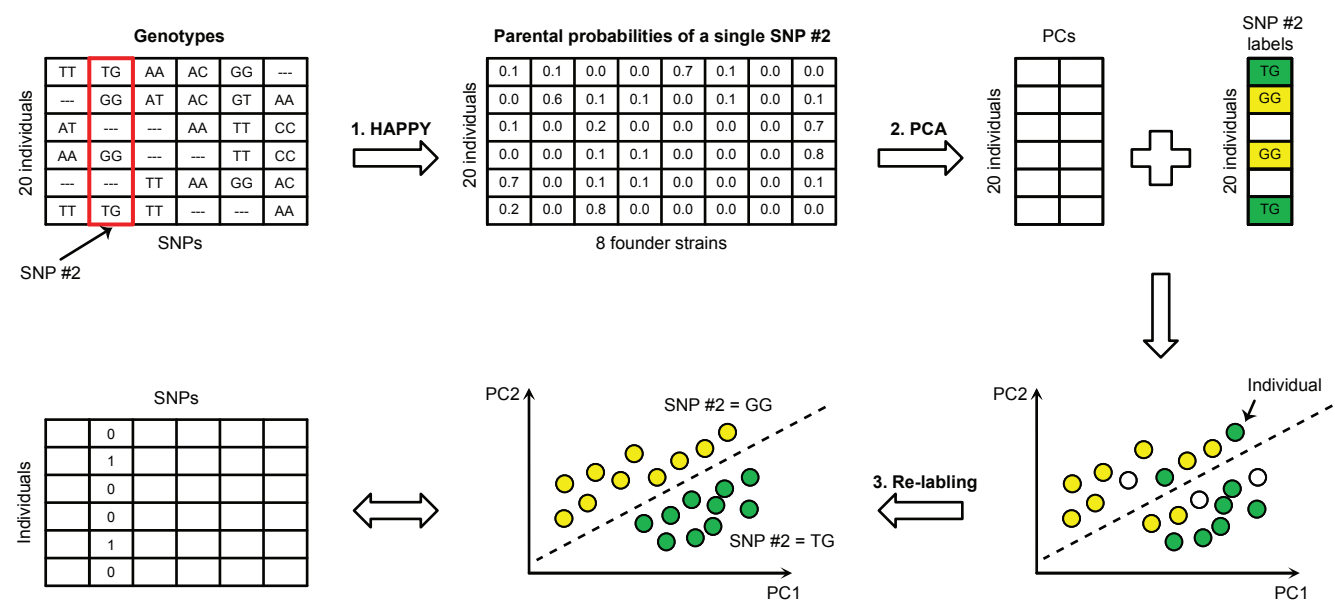 Genotypes
20 individuals
TT TG AA AC GG ---
--- GG AT AC GT AA
AT --- --- AA TT CC
AA GG --- --- TT CC
--- --- TT AA GG AC
TT TG TT --- --- AA
SNPs
SNP #2
1. HAPPY
Parental probabilities of a single SNP #2
20 individuals
0.1 0.1 0.0 0.0 0.7 0.1 0.0 0.0
0.0 0.6 0.1 0.1 0.0 0.1 0.0 0.1
0.1 0.0 0.2 0.0 0.0 0.0 0.0 0.7
0.0 0.0 0.1 0.1 0.0 0.0 0.0 0.8
0.7 0.0 0.1 0.1 0.0 0.0 0.0 0.1
0.2 0.0 0.8 0.0 0.0 0.0 0.0 0.0
8 founder strains
2. PCA
PCs
20 individuals
SNP #2
labels
20 individuals
TG
GG
GG
TG
PC2
Individual
PC1
3. Re-labling
PC2
SNP #2 = GG
SNP #2 = TG
PC1
SNPs
Individuals
0
1
0
0
1
0